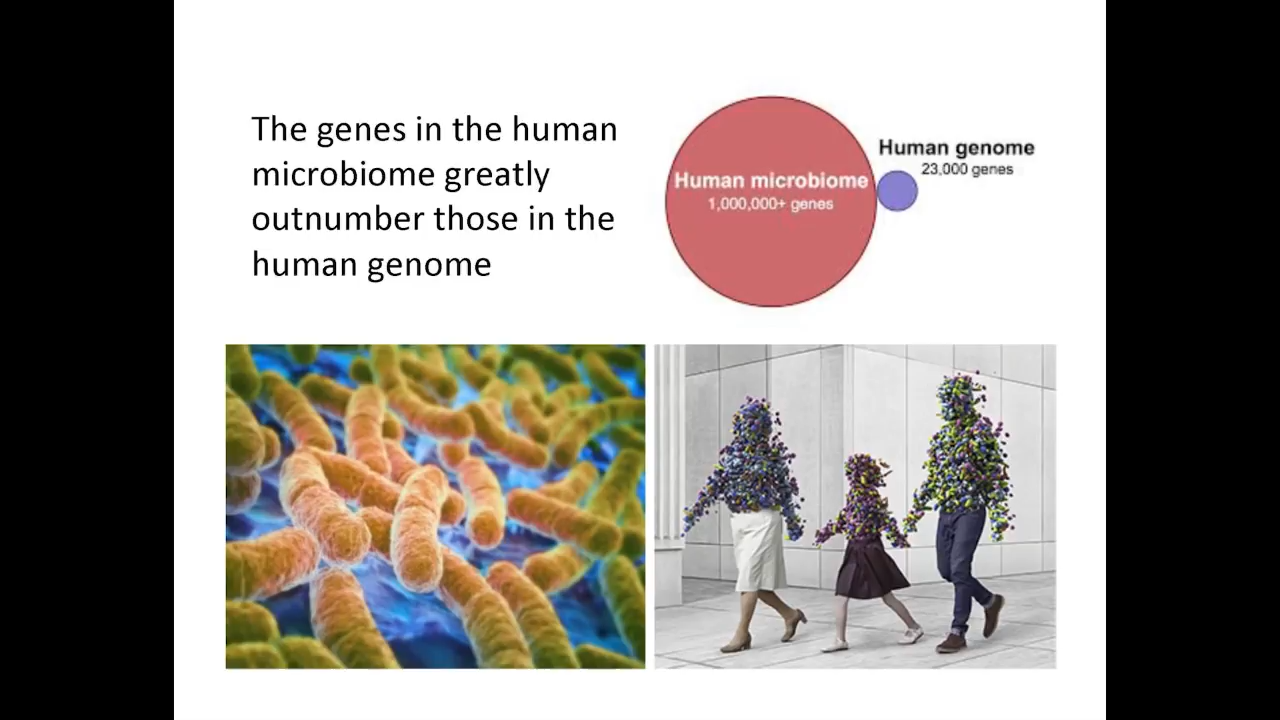 The genes in the human
microbiome greatly
outnumber those in the
human genome
Human microbiome
1,000,000+ genes
Human genome
23,000 genes